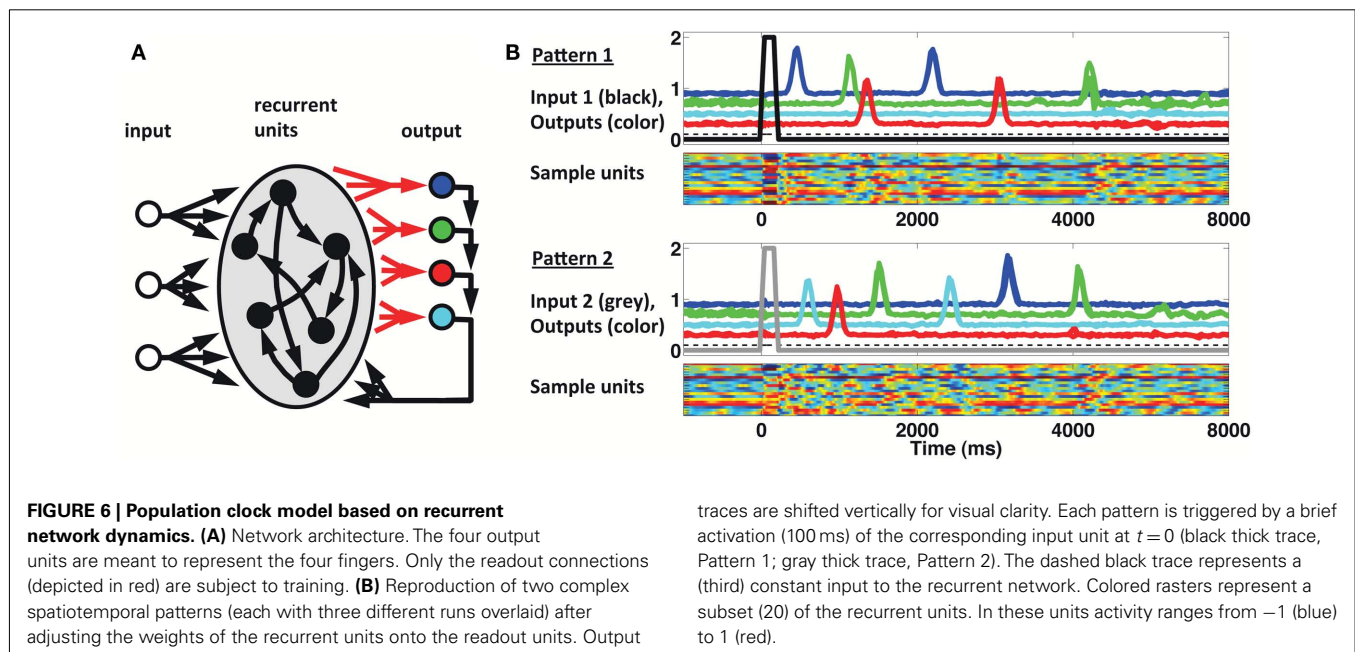 A
input
recurrent
units
output
B
Pattern 1
Input 1 (black),
Outputs (color)
Sample units
2
1
0
0
2000
4000
6000
8000
Pattern 2
Input 2 (grey),
Outputs (color)
Sample units
2
1
0
0
2000
4000
6000
8000
Time (ms)
FIGURE 6 | Population clock model based on recurrent
network dynamics. (A) Network architecture. The four output
units are meant to represent the four fingers. Only the readout connections
(depicted in red) are subject to training. (B) Reproduction of two complex
spatiotemporal patterns (each with three different runs overlaid) after
adjusting the weights of the recurrent units onto the readout units. Output
traces are shifted vertically for visual clarity. Each pattern is triggered by a brief
activation (100 ms) of the corresponding input unit at t = 0 (black thick trace,
Pattern 1; gray thick trace, Pattern 2). The dashed black trace represents a
(third) constant input to the recurrent network. Colored rasters represent a
subset (20) of the recurrent units. In these units activity ranges from −1 (blue)
to 1 (red).